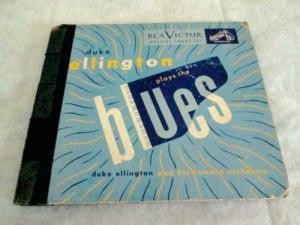 RCA VICTOR
duke
ellington
plays the
blues
duke ellington and his famous orchestra